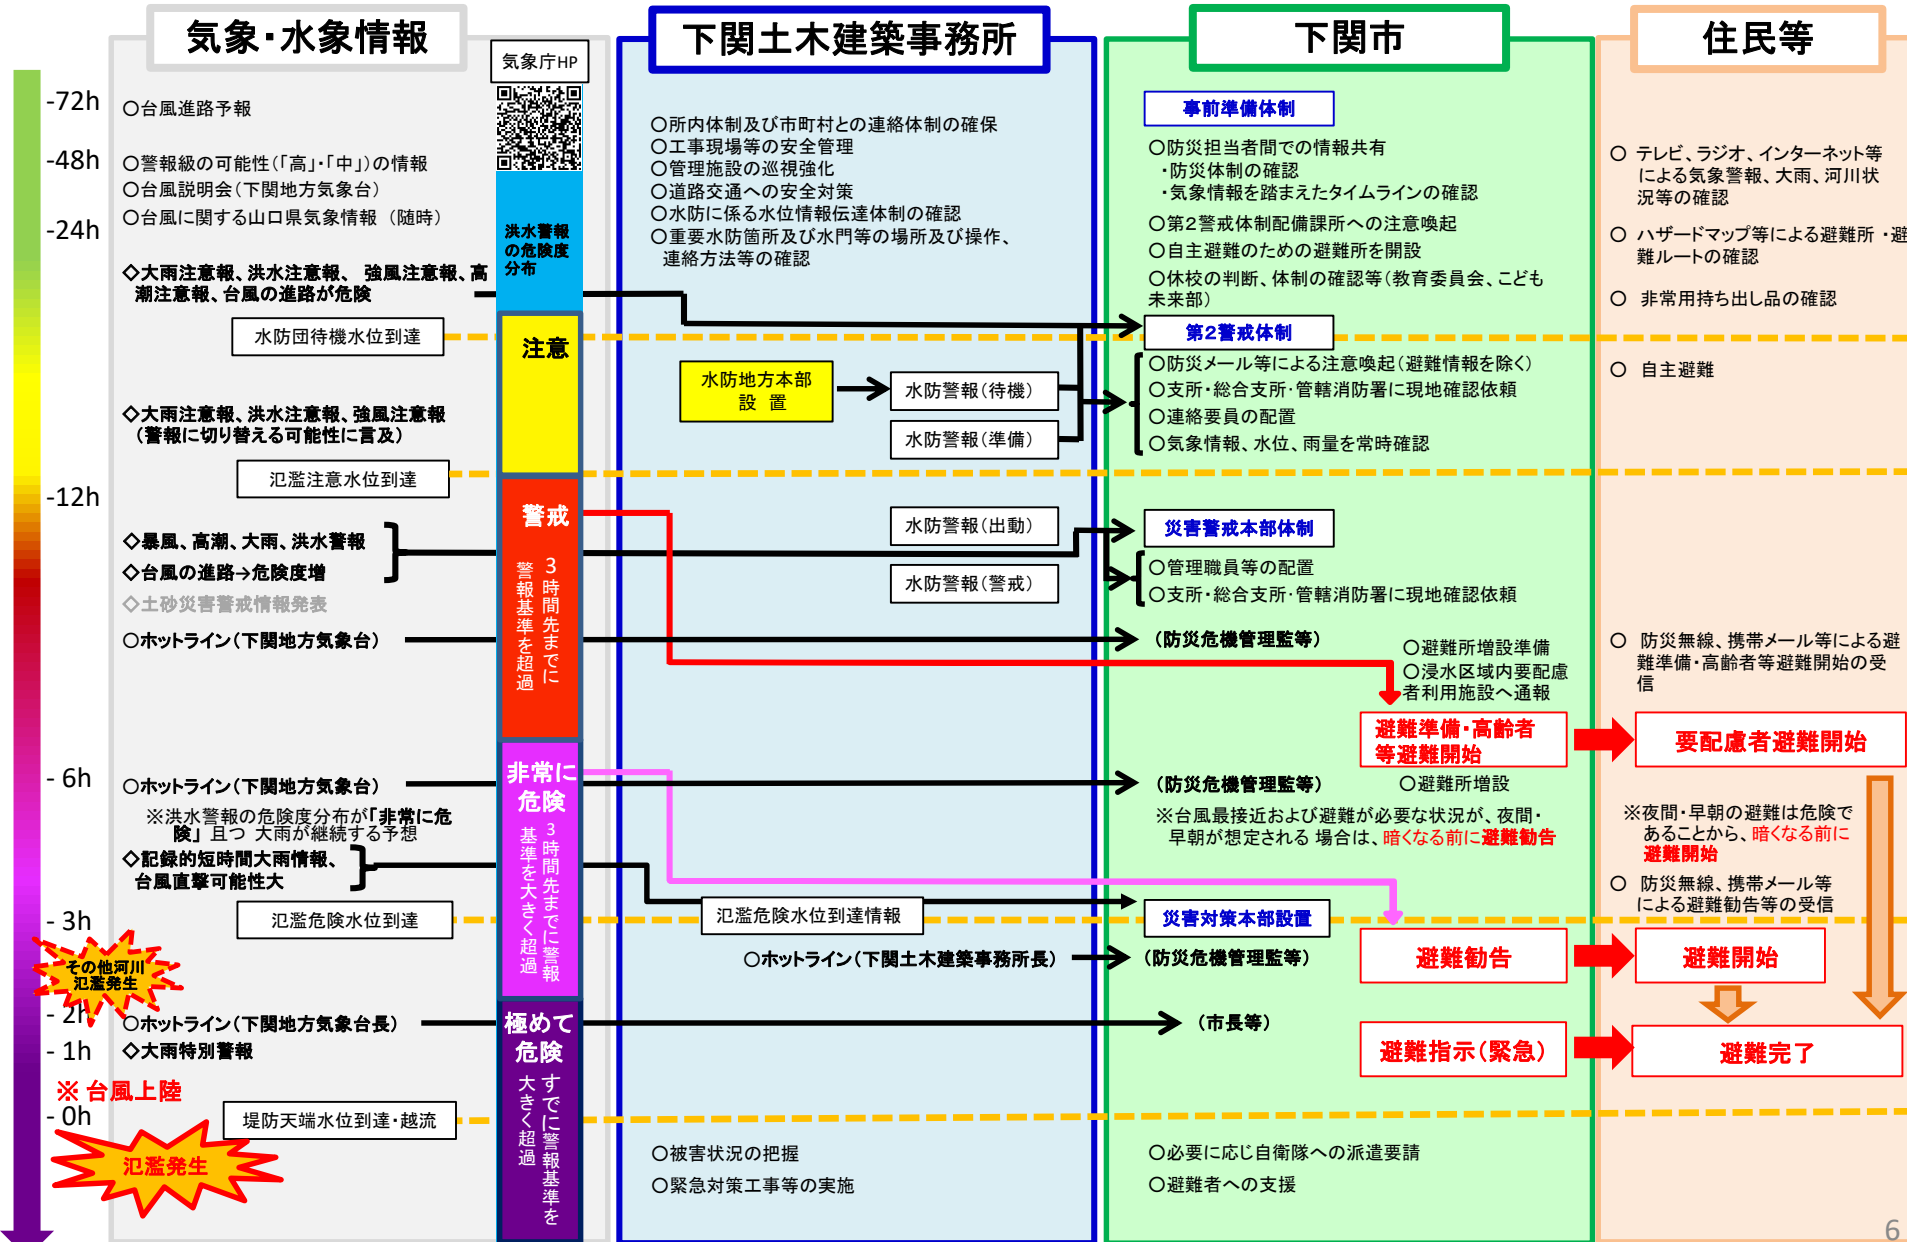 気象・水象情報
気象庁HP
-72h
-48h
-24h
-12h
- 6h
- 3h
- 2h
- 1h
- 0h
○台風進路予報
○警報級の可能性(「高」・「中」)の情報
○台風説明会(下関地方気象台)
○台風に関する山口県気象情報 (随時)
◇大雨注意報、洪水注意報、 強風注意報、高
潮注意報、台風の進路が危険
水防団待機水位到達
◇大雨注意報、洪水注意報、強風注意報
(警報に切り替える可能性に言及)
氾濫注意水位到達
◇暴風、高潮、大雨、洪水警報
◇台風の進路→危険度増
◇土砂災害警戒情報発表
○ホットライン(下関地方気象台)
○ホットライン(下関地方気象台)
※洪水警報の危険度分布が「非常に危
険」且つ 大雨が継続する予想
◇記録的短時間大雨情報、
台風直撃可能性大
氾濫危険水位到達
その他河川
氾濫発生
○ホットライン(下関地方気象台長)
◇大雨特別警報
※ 台風上陸
堤防天端水位到達・越流
氾濫発生
洪水警報
の危険度
分布
注意
警戒
3時間先までに
警報基準を超過
非常に
危険
3時間先までに警報
基準を大きく超過
極めて
危険
すでに警報基準を
大きく超過
下関土木建築事務所
○所内体制及び市町村との連絡体制の確保
○工事現場等の安全管理
○管理施設の巡視強化
○道路交通への安全対策
○水防に係る水位情報伝達体制の確認
○重要水防箇所及び水門等の場所及び操作、
連絡方法等の確認
水防地方本部
設 置
水防警報(待機)
水防警報(準備)
水防警報(出動)
水防警報(警戒)
氾濫危険水位到達情報
○ホットライン(下関土木建築事務所長)
○被害状況の把握
○緊急対策工事等の実施
下関市
事前準備体制
○防災担当者間での情報共有
・防災体制の確認
・気象情報を踏まえたタイムラインの確認
○第2警戒体制配備課所への注意喚起
○自主避難のための避難所を開設
○休校の判断、体制の確認等(教育委員会、こども
未来部)
第2警戒体制
○防災メール等による注意喚起(避難情報を除く)
○支所・総合支所・管轄消防署に現地確認依頼
○連絡要員の配置
○気象情報、水位、雨量を常時確認
災害警戒本部体制
○管理職員等の配置
○支所・総合支所・管轄消防署に現地確認依頼
(防災危機管理監等)
○避難所増設準備
○浸水区域内要配慮
者利用施設へ通報
避難準備・高齢者
等避難開始
(防災危機管理監等)
○避難所増設
※台風最接近および避難が必要な状況が、夜間・
早朝が想定される 場合は、暗くなる前に避難勧告
災害対策本部設置
(防災危機管理監等)
避難勧告
(市長等)
避難指示(緊急)
○必要に応じ自衛隊への派遣要請
○避難者への支援
住民等
○ テレビ、ラジオ、インターネット等
による気象警報、大雨、河川状
況等の確認
○ ハザードマップ等による避難所 ・避
難ルートの確認
○ 非常用持ち出し品の確認
○ 自主避難
○ 防災無線、携帯メール等による避
難準備・高齢者等避難開始の受
信
要配慮者避難開始
※夜間・早朝の避難は危険で
あることから、暗くなる前に
避難開始
○ 防災無線、携帯メール等
による避難勧告等の受信
避難開始
避難完了
6